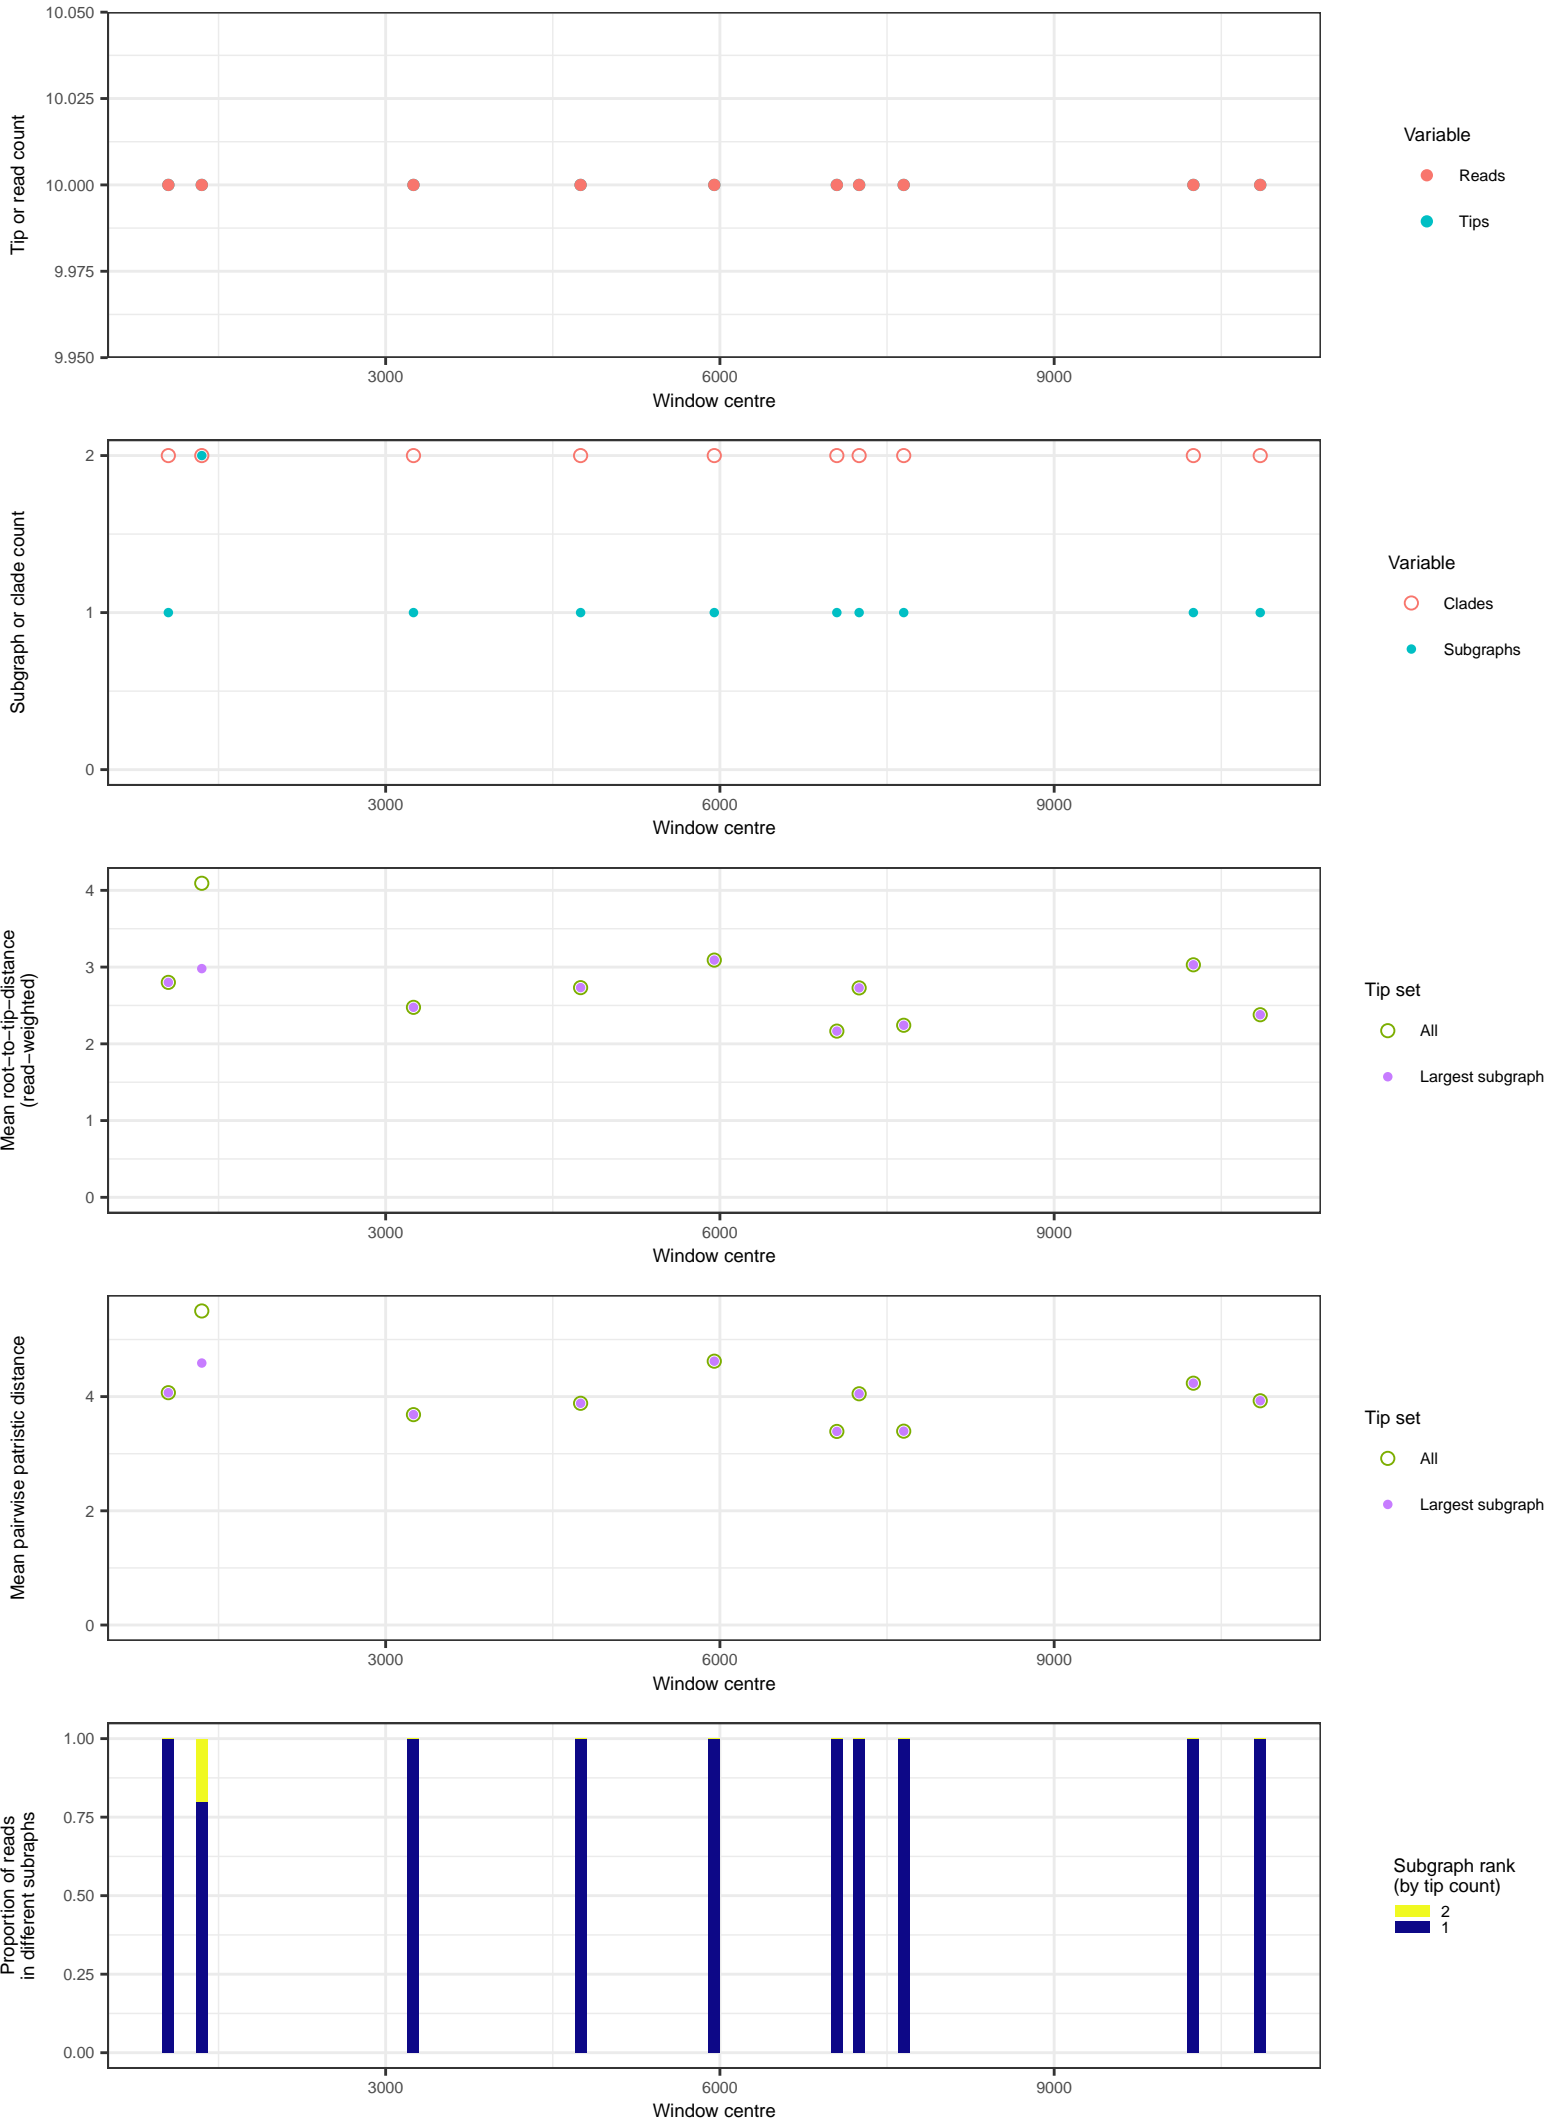 10.050
10.025
10.000
9.975
9.950
Tip or read count
3000
6000
9000
Window centre
Variable
Reads
Tips
2
1
0
Subgraph or clade count
3000
6000
9000
Window centre
Variable
Clades
Subgraphs
4
3
2
1
0
Mean root−to−tip−distance
(read−weighted)
3000
6000
9000
Window centre
Tip set
All
Largest subgraph
4
2
0
Mean pairwise patristic distance
3000
6000
9000
Window centre
Tip set
All
Largest subgraph
1.00
0.75
0.50
0.25
0.00
Proportion of reads
in different subraphs
3000
6000
9000
Window centre
Subgraph rank
(by tip count)
2
1